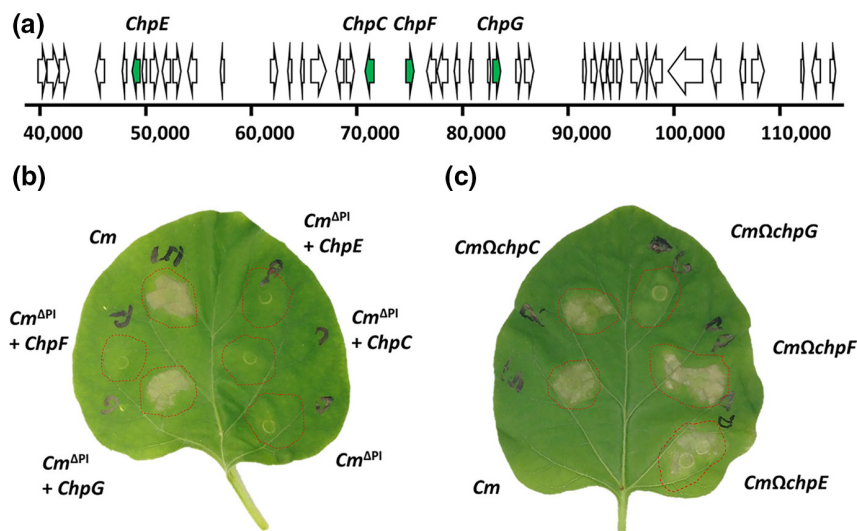 (a)
ChpE ChpC ChpF ChpG
40,000 50,000 60,000 70,000 80,000 90,000 100,000 110,000
(b)
Cm
Cm^ΔPI
+ ChpE
Cm^ΔPI
+ ChpF
Cm^ΔPI
+ ChpC
Cm^ΔPI
+ ChpG
Cm^ΔPI
(c)
CmΩchpC
CmΩchpG
CmΩchpF
Cm
CmΩchpE